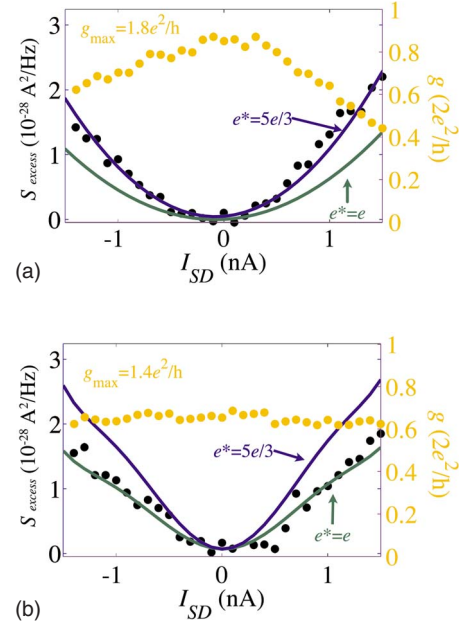 g_max=1.8e²/h
S_excess (10⁻²⁸ A²/Hz)
3
2
1
0
e*=5e/3
e*=e
1
0.8
0.6
0.4
0.2
0
g (2e²/h)
-1 0 1
I_SD (nA)
(a)
g_max=1.4e²/h
S_excess (10⁻²⁸ A²/Hz)
3
2
1
0
e*=5e/3
e*=e
1
0.8
0.6
0.4
0.2
0
g (2e²/h)
-1 0 1
I_SD (nA)
(b)